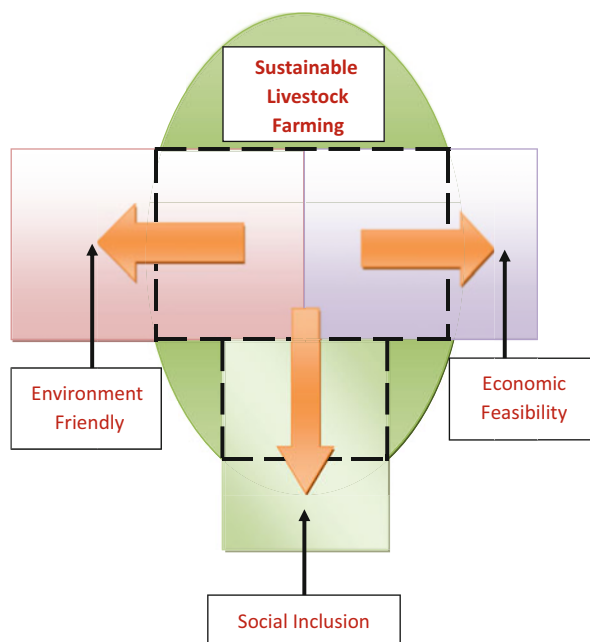 Sustainable
Livestock
Farming
Environment
Friendly
Economic
Feasibility
Social Inclusion